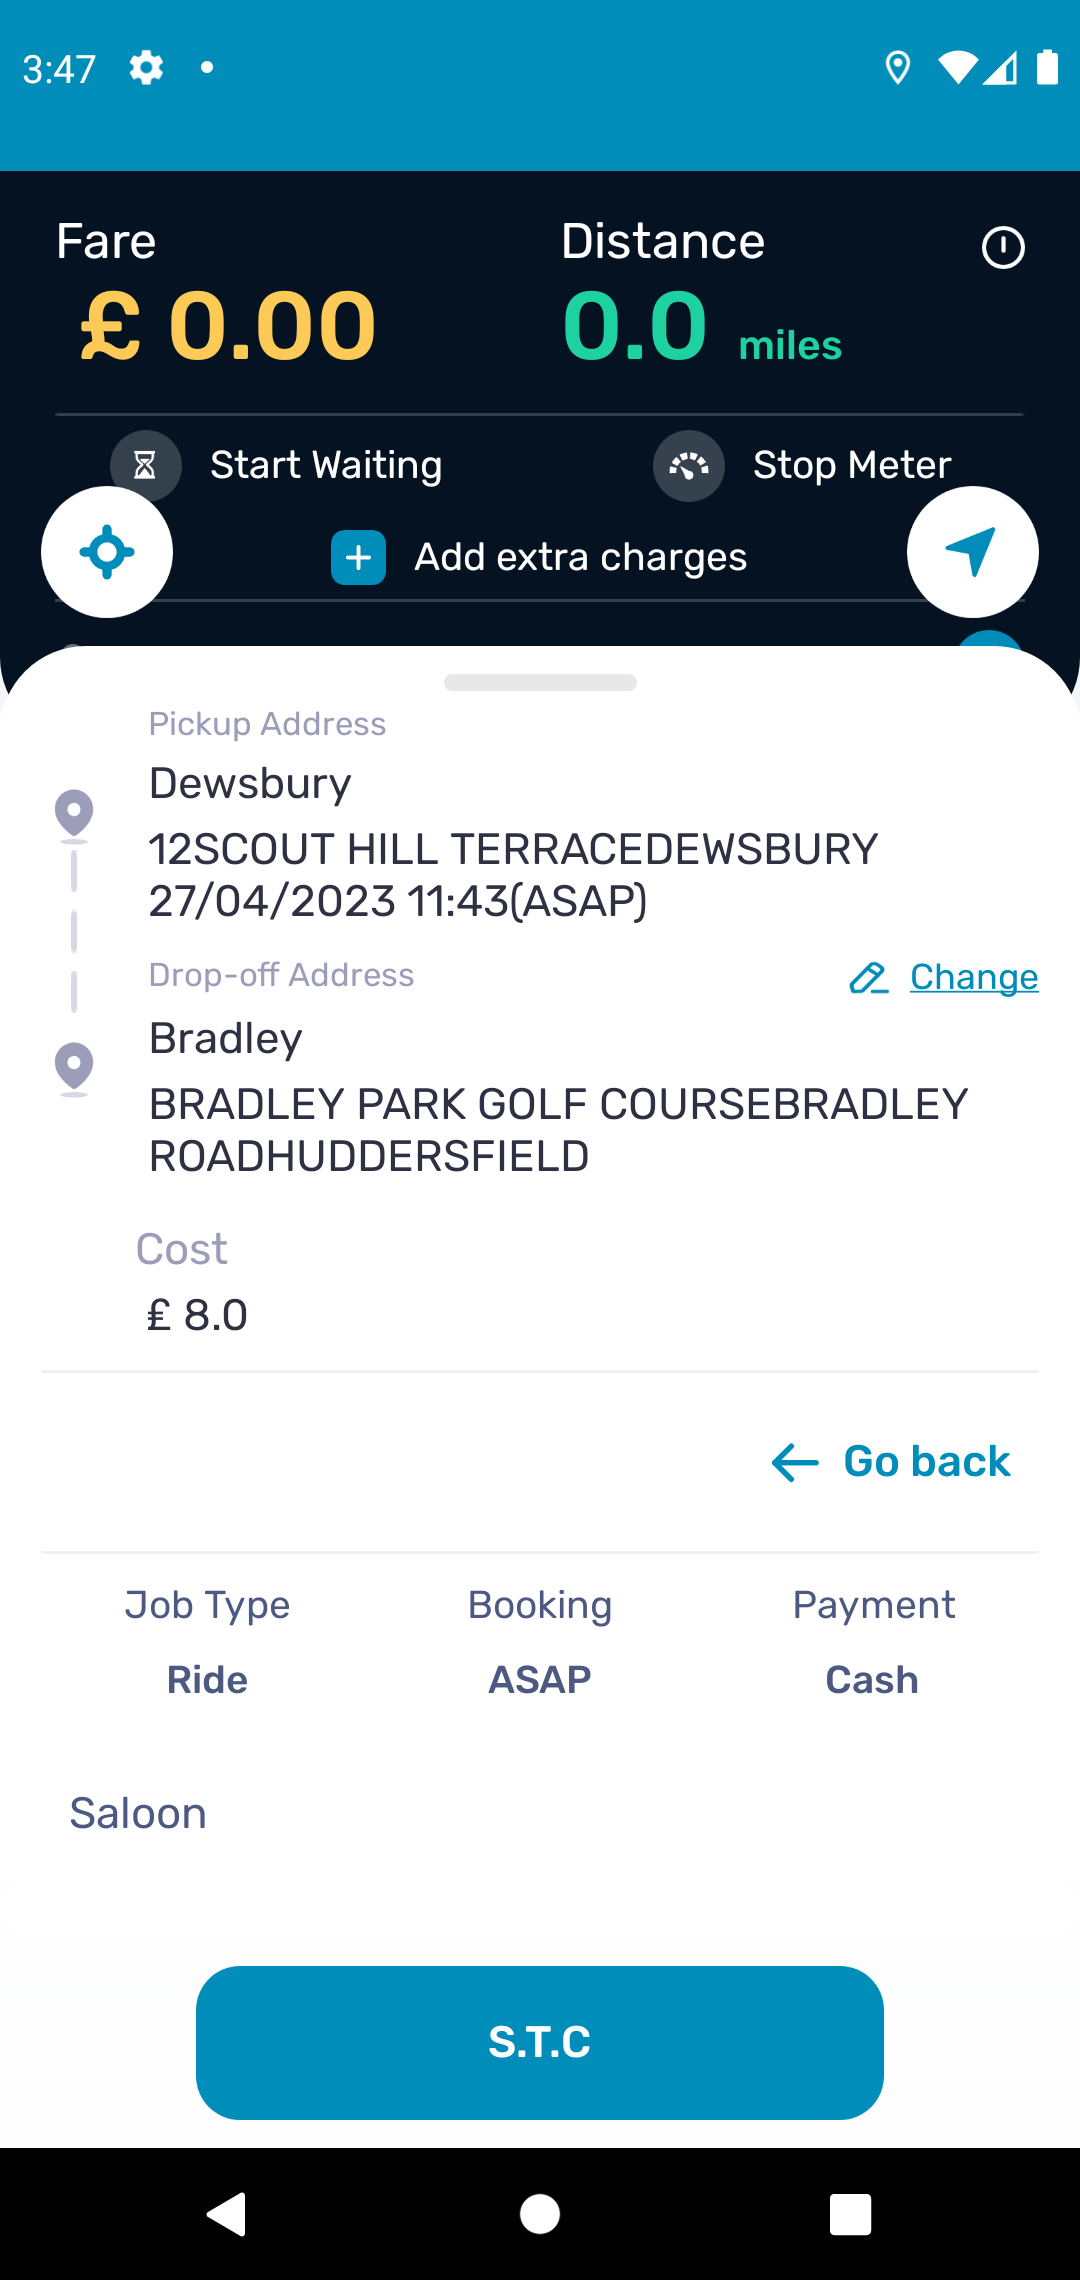 3:47
Fare
Distance
£ 0.00
0.0 miles
Start Waiting
Stop Meter
Add extra charges
Pickup Address
Dewsbury
12SCOUT HILL TERRACEDEWSBURY
27/04/2023 11:43(ASAP)
Drop-off Address
Change
Bradley
BRADLEY PARK GOLF COURSEBRADLEY
ROADHUDDERSFIELD
Cost
₤ 8.0
Go back
Job Type
Booking
Payment
Ride
ASAP
Cash
Saloon
S.T.C